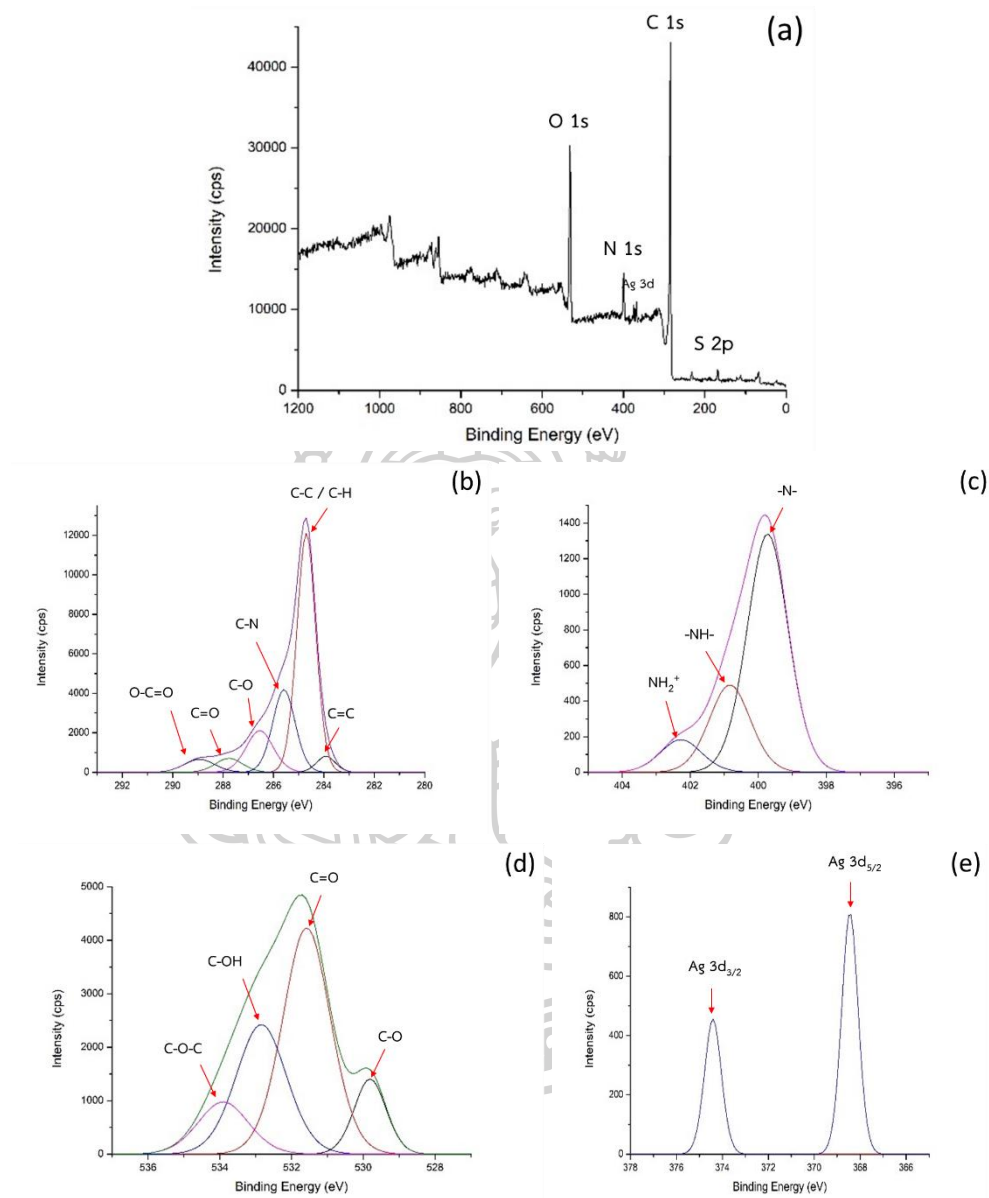 (a)
C 1s
O 1s
N 1s
Ag 3d
S 2p
40000
30000
20000
10000
0
Intensity (cps)
1200 1000 800 600 400 200 0
Binding Energy (eV)
(b)
C-C / C-H
C-N
C-O
C=O
O-C=O
C=C
12000
10000
8000
6000
4000
2000
0
Intensity (cps)
292 290 288 286 284 282 280
Binding Energy (eV)
(c)
-N-
-NH-
NH₂⁺
1400
1200
1000
800
600
400
200
0
Intensity (cps)
404 402 400 398 396
Binding Energy (eV)
(d)
C=O
C-OH
C-O-C
C-O
5000
4000
3000
2000
1000
0
Intensity (cps)
536 534 532 530 528
Binding Energy (eV)
(e)
Ag 3d₅/₂
Ag 3d₃/₂
800
600
400
200
0
Intensity (cps)
378 376 374 372 370 368 366
Binding Energy (eV)